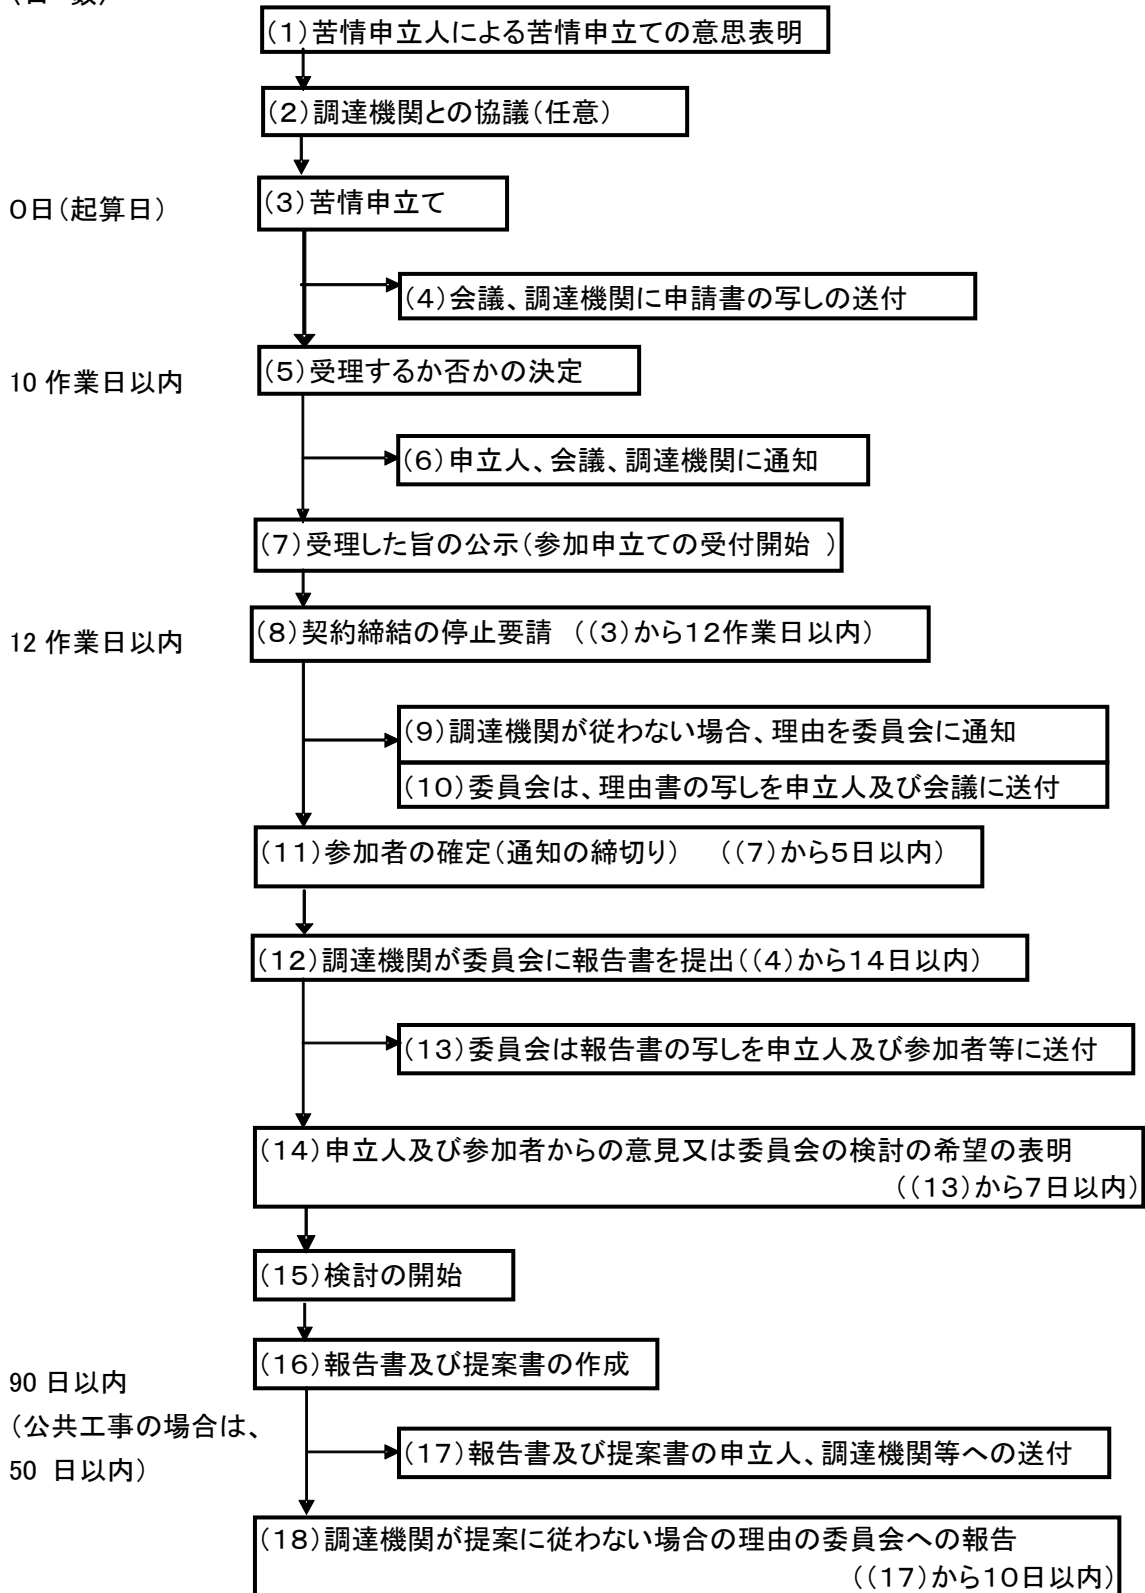 (日 数)
(1)苦情申立人による苦情申立ての意思表明
(2)調達機関との協議(任意)
0日(起算日)
(3)苦情申立て
(4)会議、調達機関に申請書の写しの送付
10 作業日以内
(5)受理するか否かの決定
(6)申立人、会議、調達機関に通知
(7)受理した旨の公示(参加申立ての受付開始 )
12 作業日以内
(8)契約締結の停止要請 ((3)から12作業日以内)
(9)調達機関が従わない場合、理由を委員会に通知
(10)委員会は、理由書の写しを申立人及び会議に送付
(11)参加者の確定(通知の締切り) ((7)から5日以内)
(12)調達機関が委員会に報告書を提出((4)から14日以内)
(13)委員会は報告書の写しを申立人及び参加者等に送付
(14)申立人及び参加者からの意見又は委員会の検討の希望の表明
((13)から7日以内)
(15)検討の開始
(16)報告書及び提案書の作成
90 日以内
(公共工事の場合は、
50 日以内)
(17)報告書及び提案書の申立人、調達機関等への送付
(18)調達機関が提案に従わない場合の理由の委員会への報告
((17)から10日以内)